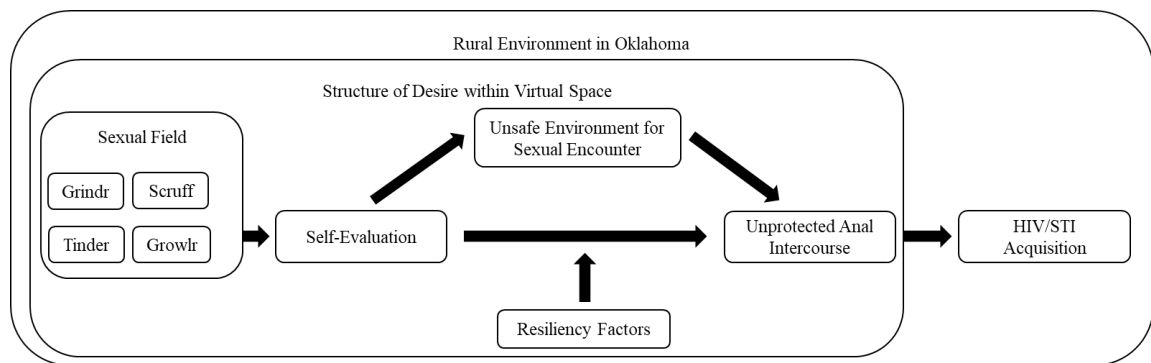 Rural Environment in Oklahoma
Structure of Desire within Virtual Space
Sexual Field
Grindr
Scruff
Tinder
Growlr
Self-Evaluation
Unsafe Environment for
Sexual Encounter
Resiliency Factors
Unprotected Anal
Intercourse
HIV/STI
Acquisition